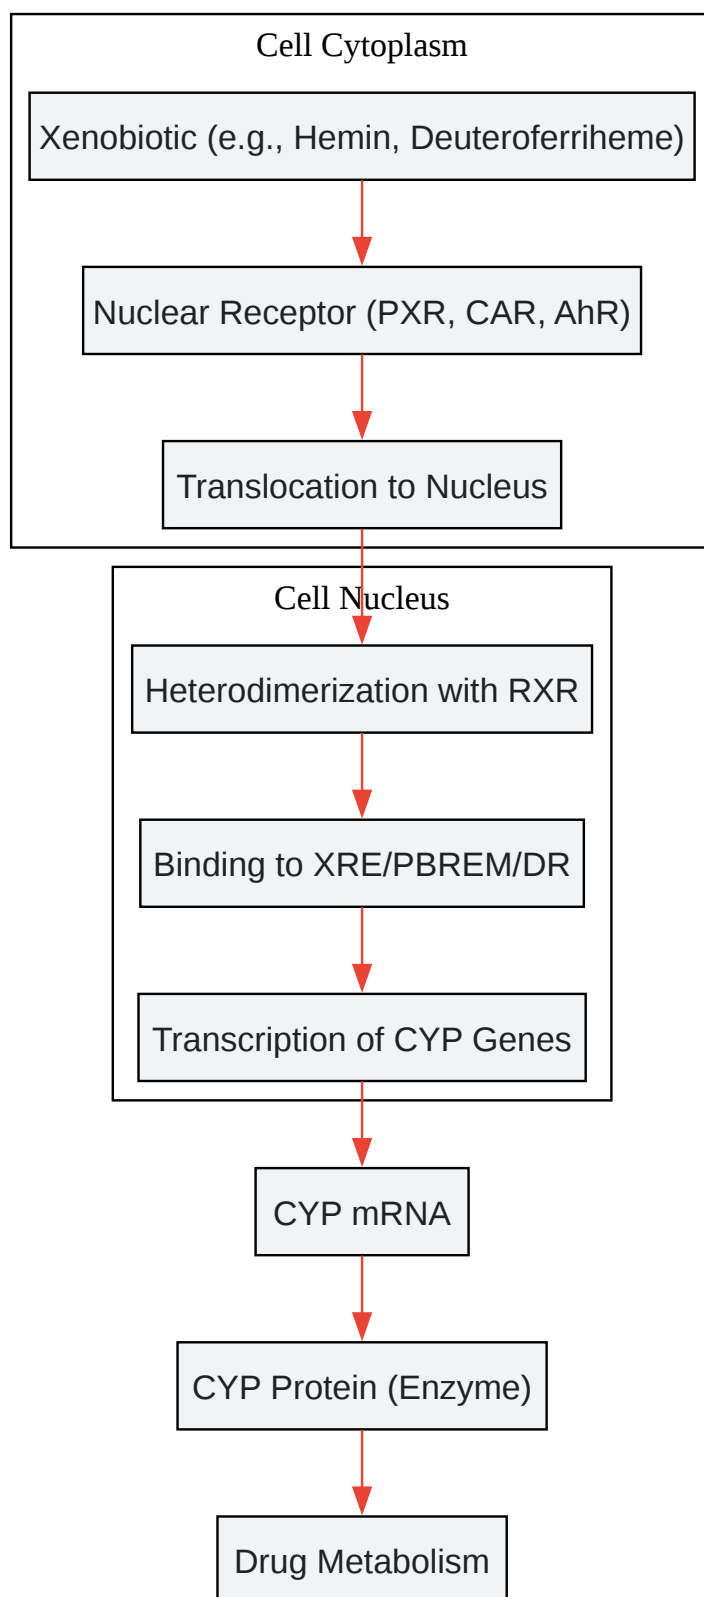 Cell Cytoplasm
Xenobiotic (e.g., Hemin, Deuteroferriheme)
Nuclear Receptor (PXR, CAR, AhR)
Translocation to Nucleus
Cell Nucleus
Heterodimerization with RXR
Binding to XRE/PBREM/DR
Transcription of CYP Genes
CYP mRNA
CYP Protein (Enzyme)
Drug Metabolism